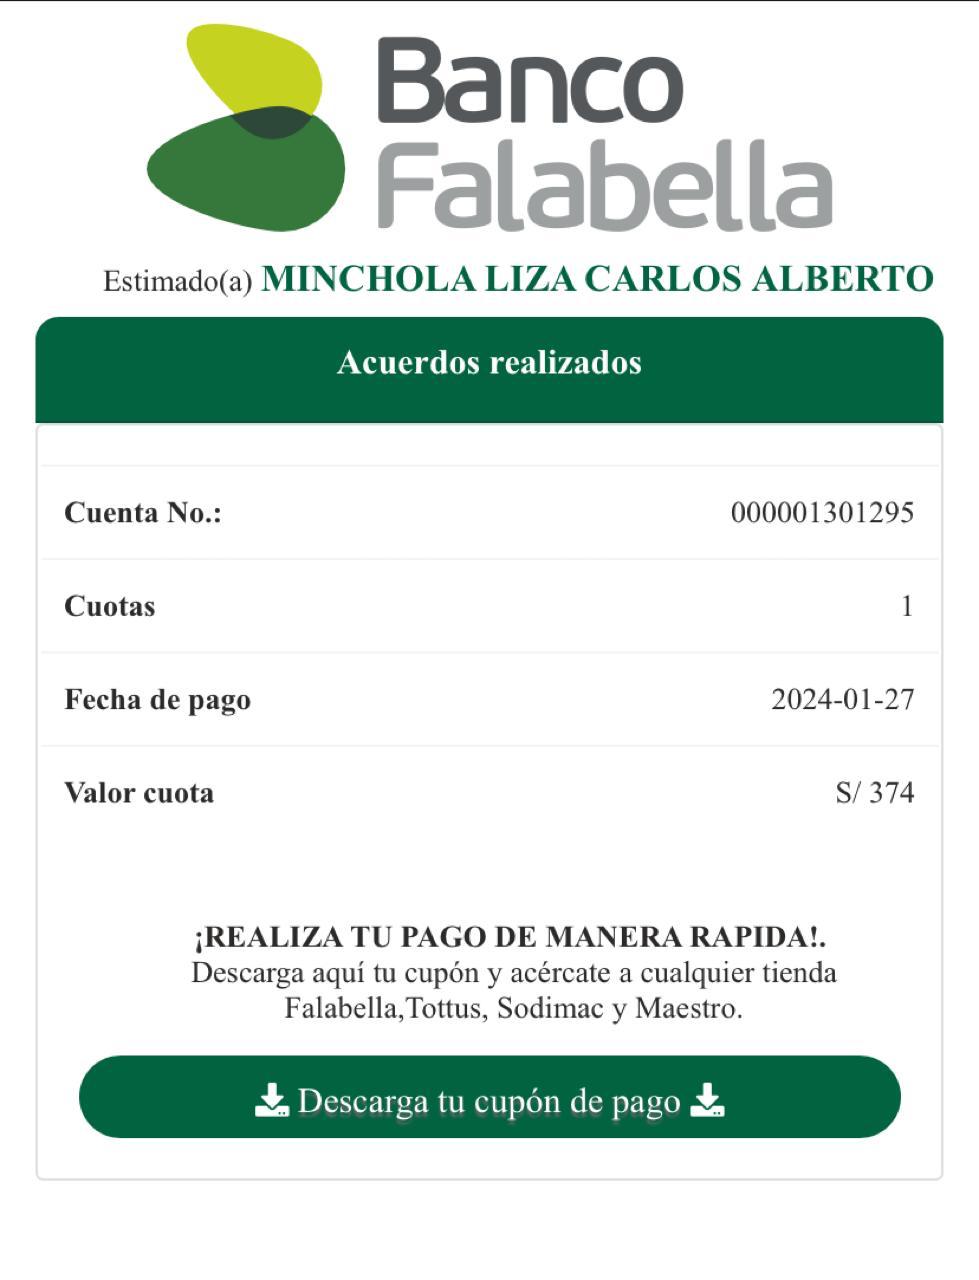 Banco
Falabella
Estimado(a) MINCHOLA LIZA CARLOS ALBERTO
Acuerdos realizados
Cuenta No.: 000001301295
Cuotas 1
Fecha de pago 2024-01-27
Valor cuota S/ 374
¡REALIZA TU PAGO DE MANERA RAPIDA!.
Descarga aquí tu cupón y acércate a cualquier tienda
Falabella,Tottus, Sodimac y Maestro.
Descarga tu cupón de pago